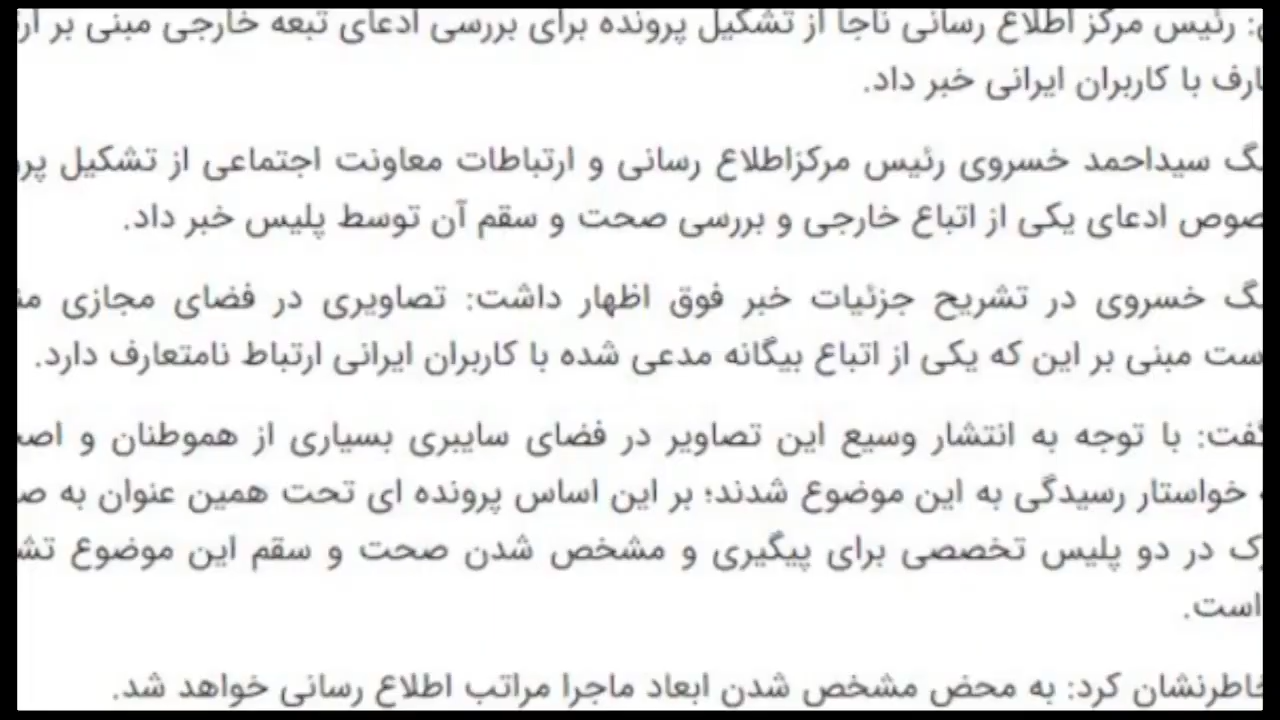 : رئیس مرکز اطلاع رسانی ناجا از تشکیل پرونده برای بررسی ادعای تبعه خارجی مبنی بر
با کاربران ایرانی خبر داد.
سیداحمد خسروی رئیس مرکزاطلاع رسانی و ارتباطات معاونت اجتماعی از تشکیل
ادعای یکی از اتباع خارجی و بررسی صحت و سقم آن توسط پلیس خبر داد.
خسروی در تشریح جزئیات خبر فوق اظهار داشت: تصاویری در فضای مجازی
مبنی بر این که یکی از اتباع بیگانه مدعی شده با کاربران ایرانی ارتباط نامتعارف دارد.
با توجه به انتشار وسیع این تصاویر در فضای سایبری بسیاری از هموطنان و
خواستار رسیدگی به این موضوع شدند؛ بر این اساس پرونده ای تحت همین عنوان به
در دو پلیس تخصصی برای پیگیری و مشخص شدن صحت و سقم این موضوع
است.
خاطرنشان کرد: به محض مشخص شدن ابعاد ماجرا مراتب اطلاع رسانی خواهد شد.